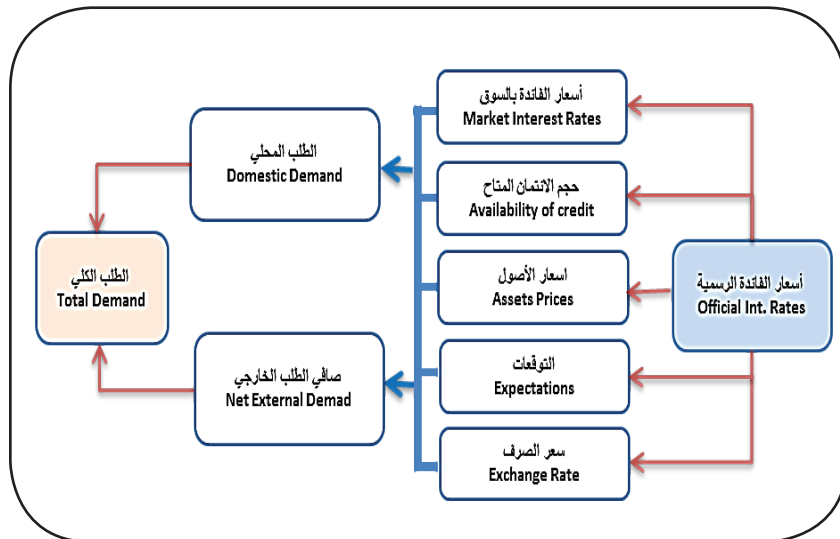 أسعار الفائدة الرسمية
Official Int. Rates
أسعار الفائدة بالسوق
Market Interest Rates
حجم الائتمان المتاح
Availability of credit
اسعار الأصول
Assets Prices
التوقعات
Expectations
سعر الصرف
Exchange Rate
الطلب المحلي
Domestic Demand
صافي الطلب الخارجي
Net External Demad
الطلب الكلي
Total Demand